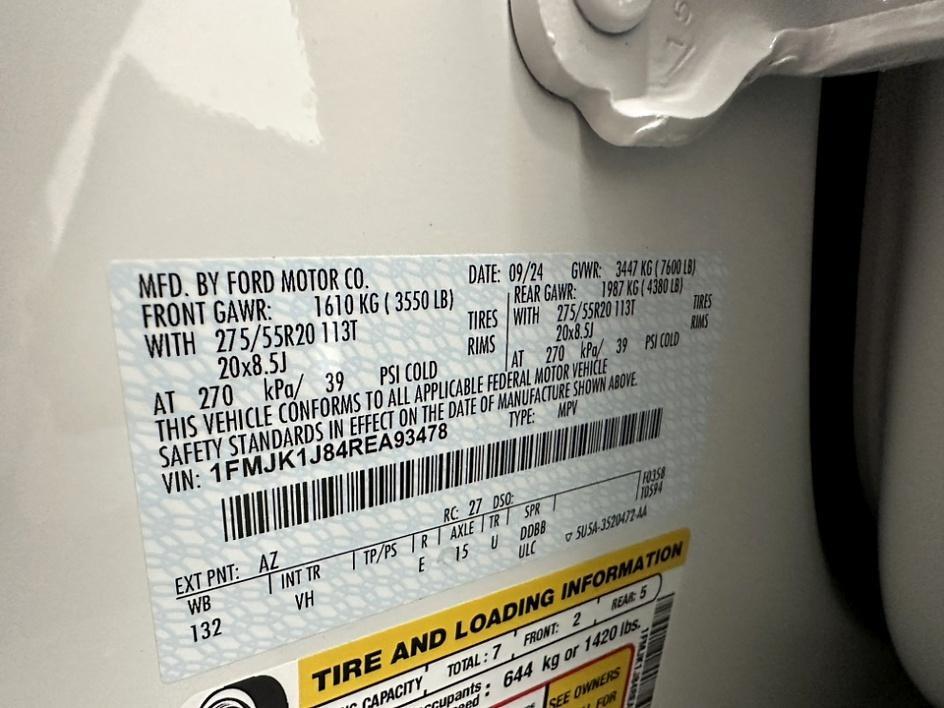 MFD. BY FORD MOTOR CO.
DATE: 09/24 GVWR: 3447 KG ( 7600 LB)
FRONT GAWR: 1610 KG ( 3550 LB)
WITH 275/55R20 113T TIRES
20x8.5J RIMS
AT 270 kPa/ 39 PSI COLD
REAR GAWR: 1987 KG ( 4380 LB)
WITH 275/55R20 113T TIRES
20x8.5J RIMS
AT 270 kPa/ 39 PSI COLD
THIS VEHICLE CONFORMS TO ALL APPLICABLE FEDERAL MOTOR VEHICLE
SAFETY STANDARDS IN EFFECT ON THE DATE OF MANUFACTURE SHOWN ABOVE.
VIN: 1FMJK1J84REA93478 TYPE: MPV
F0358
T0594
EXT PNT: AZ RC: 27 DSO:
WB INT TR TP/PS R AXLE TR SPR
132 VH E 15 U DDBB
ULC
▽ 5U5A-3520472-AA
TIRE AND LOADING INFORMATION
CAPACITY TOTAL: 7 FRONT: 2 REAR: 5
644 kg or 1420 lbs.
SEE OWNERS
FOR